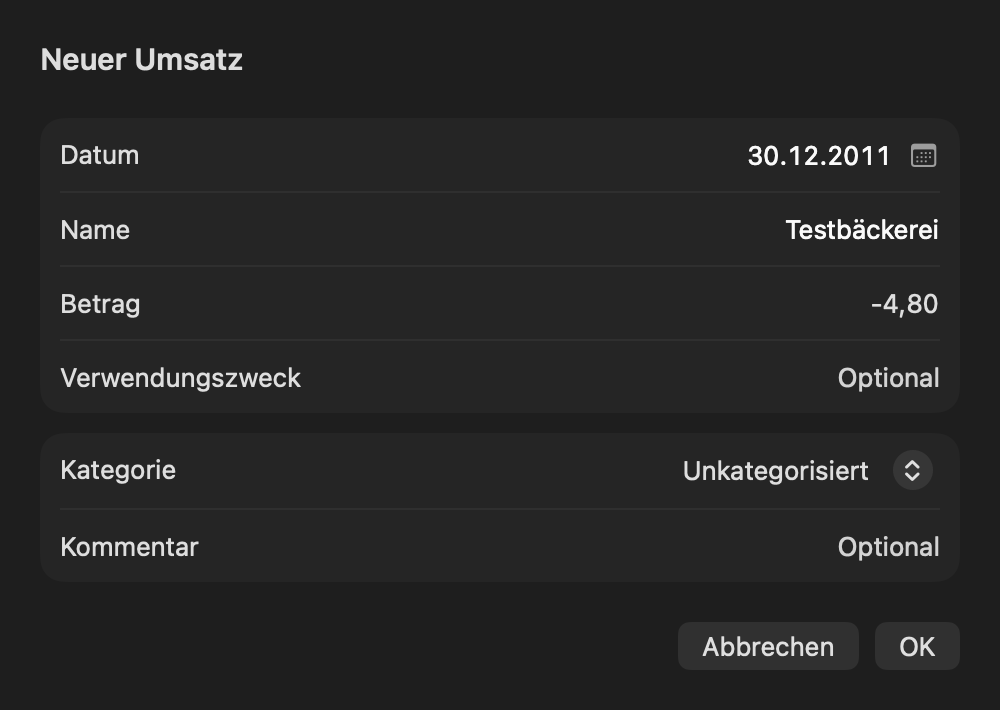 Neuer Umsatz
Datum 30.12.2011
Name Testbäckerei
Betrag -4,80
Verwendungszweck Optional
Kategorie Unkategorisiert
Kommentar Optional
Abbrechen OK